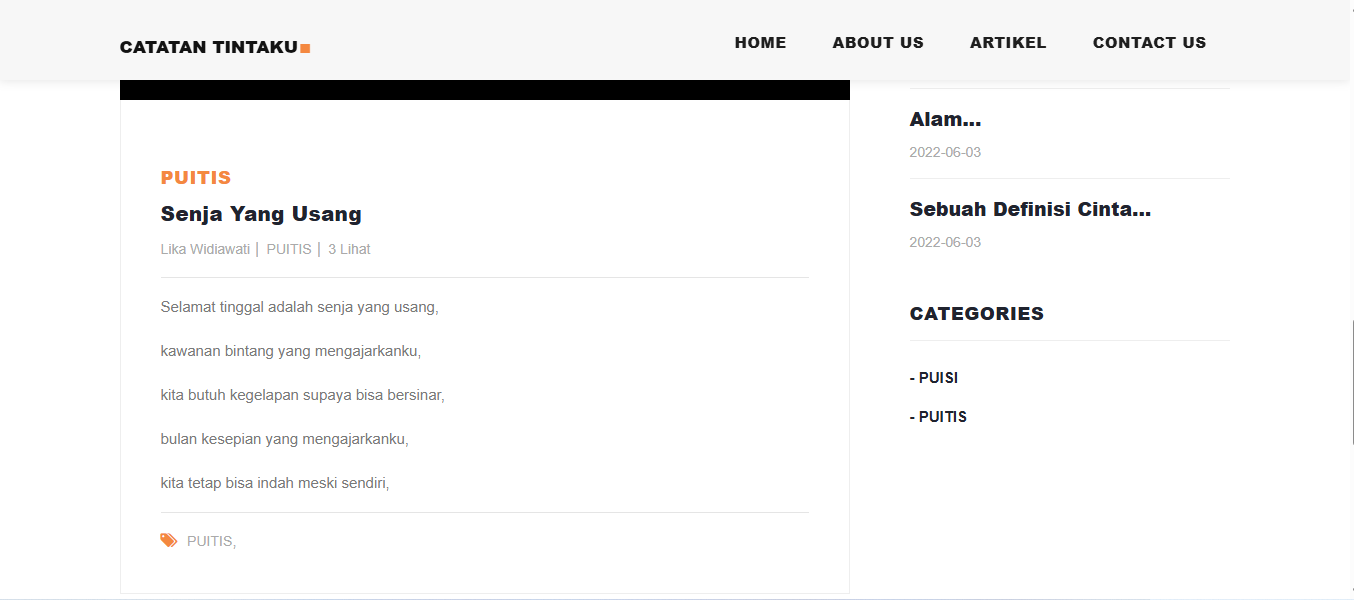 CATATAN TINTAKU
HOME ABOUT US ARTIKEL CONTACT US
PUITIS
Senja Yang Usang
Lika Widiawati | PUITIS | 3 Lihat
Selamat tinggal adalah senja yang usang,
kawanan bintang yang mengajarkanku,
kita butuh kegelapan supaya bisa bersinar,
bulan kesepian yang mengajarkanku,
kita tetap bisa indah meski sendiri,
PUITIS,
Alam...
2022-06-03
Sebuah Definisi Cinta...
2022-06-03
CATEGORIES
- PUISI
- PUITIS